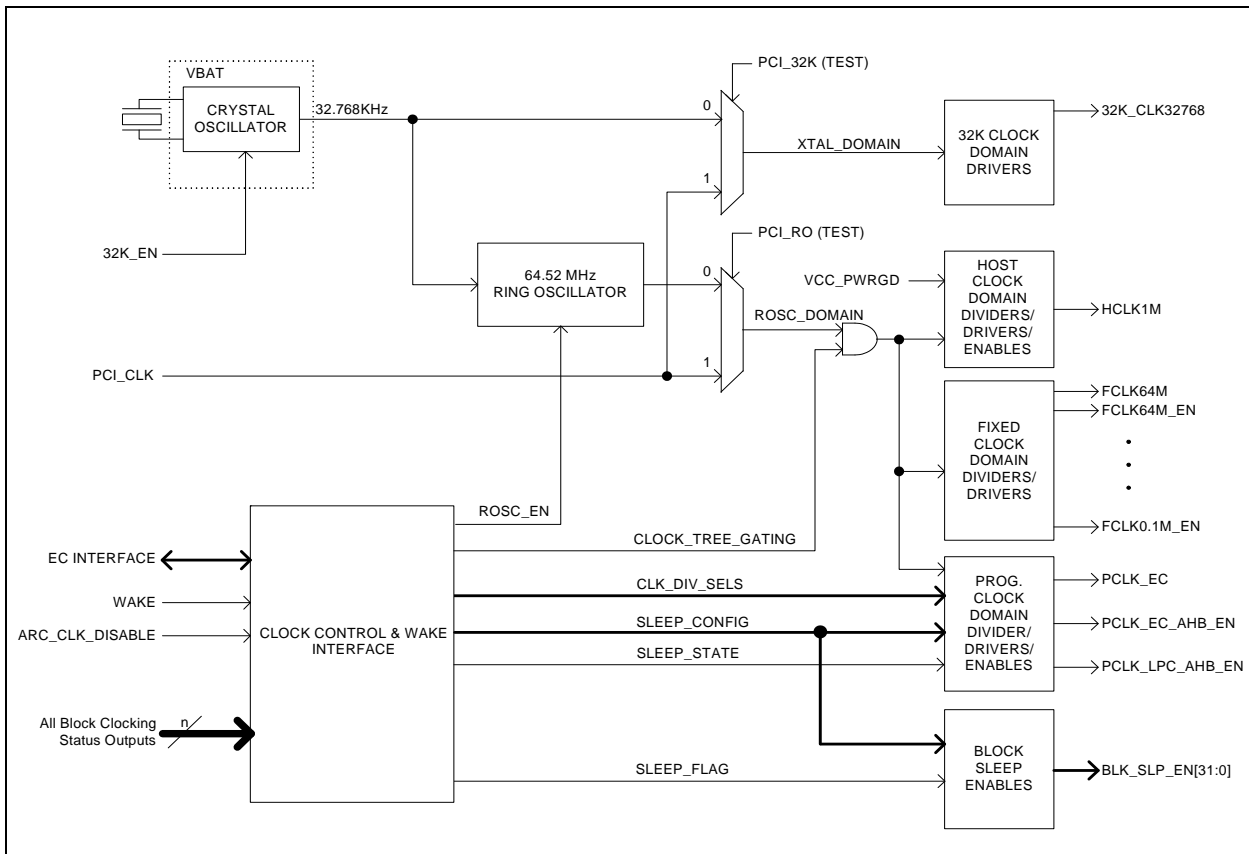 VBAT
CRYSTAL
OSCILLATOR
32.768KHz
32K_EN
PCI_CLK
PCI_32K (TEST)
0
1
XTAL_DOMAIN
32K CLOCK
DOMAIN
DRIVERS
32K_CLK32768
64.52 MHz
RING OSCILLATOR
PCI_RO (TEST)
0
1
ROSC_DOMAIN
VCC_PWRGD
HOST
CLOCK
DOMAIN
DIVIDERS/
DRIVERS/
ENABLES
HCLK1M
FIXED
CLOCK
DOMAIN
DIVIDERS/
DRIVERS
FCLK64M
FCLK64M_EN
FCLK0.1M_EN
EC INTERFACE
WAKE
ARC_CLK_DISABLE
All Block Clocking
Status Outputs
n
CLOCK CONTROL & WAKE
INTERFACE
ROSC_EN
CLOCK_TREE_GATING
CLK_DIV_SELS
SLEEP_CONFIG
SLEEP_STATE
SLEEP_FLAG
PROG.
CLOCK
DOMAIN
DIVIDER/
DRIVERS/
ENABLES
PCLK_EC
PCLK_EC_AHB_EN
PCLK_LPC_AHB_EN
BLOCK
SLEEP
ENABLES
BLK_SLP_EN[31:0]